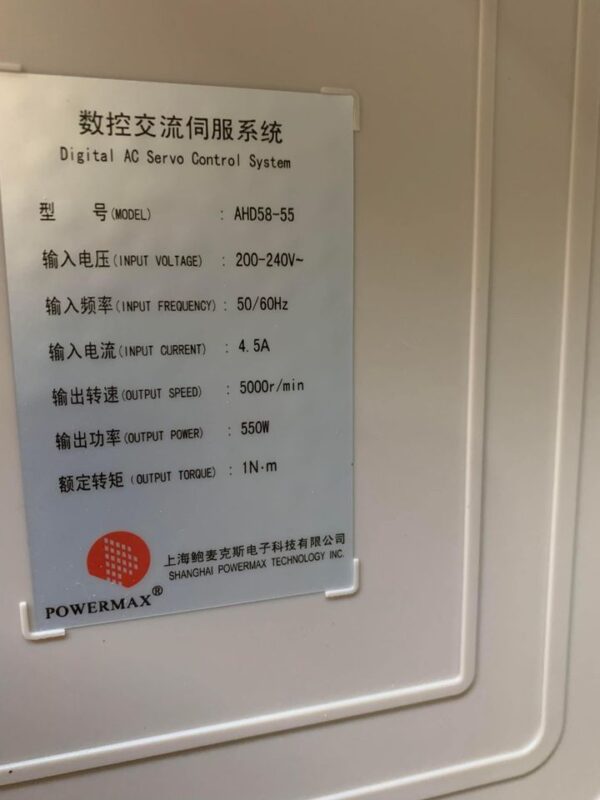 数控交流伺服系统
Digital AC Servo Control System
型 号(MODEL) : AHD58-55
输入电压(INPUT VOLTAGE) : 200-240V~
输入频率(INPUT FREQUENCY) : 50/60Hz
输入电流(INPUT CURRENT) : 4.5A
输出转速(OUTPUT SPEED) : 5000r/min
输出功率(OUTPUT POWER) : 550W
额定转矩(OUTPUT TORQUE) : 1N·m
上海鲍麦克斯电子科技有限公司
SHANGHAI POWERMAX TECHNOLOGY INC.
POWERMAX®